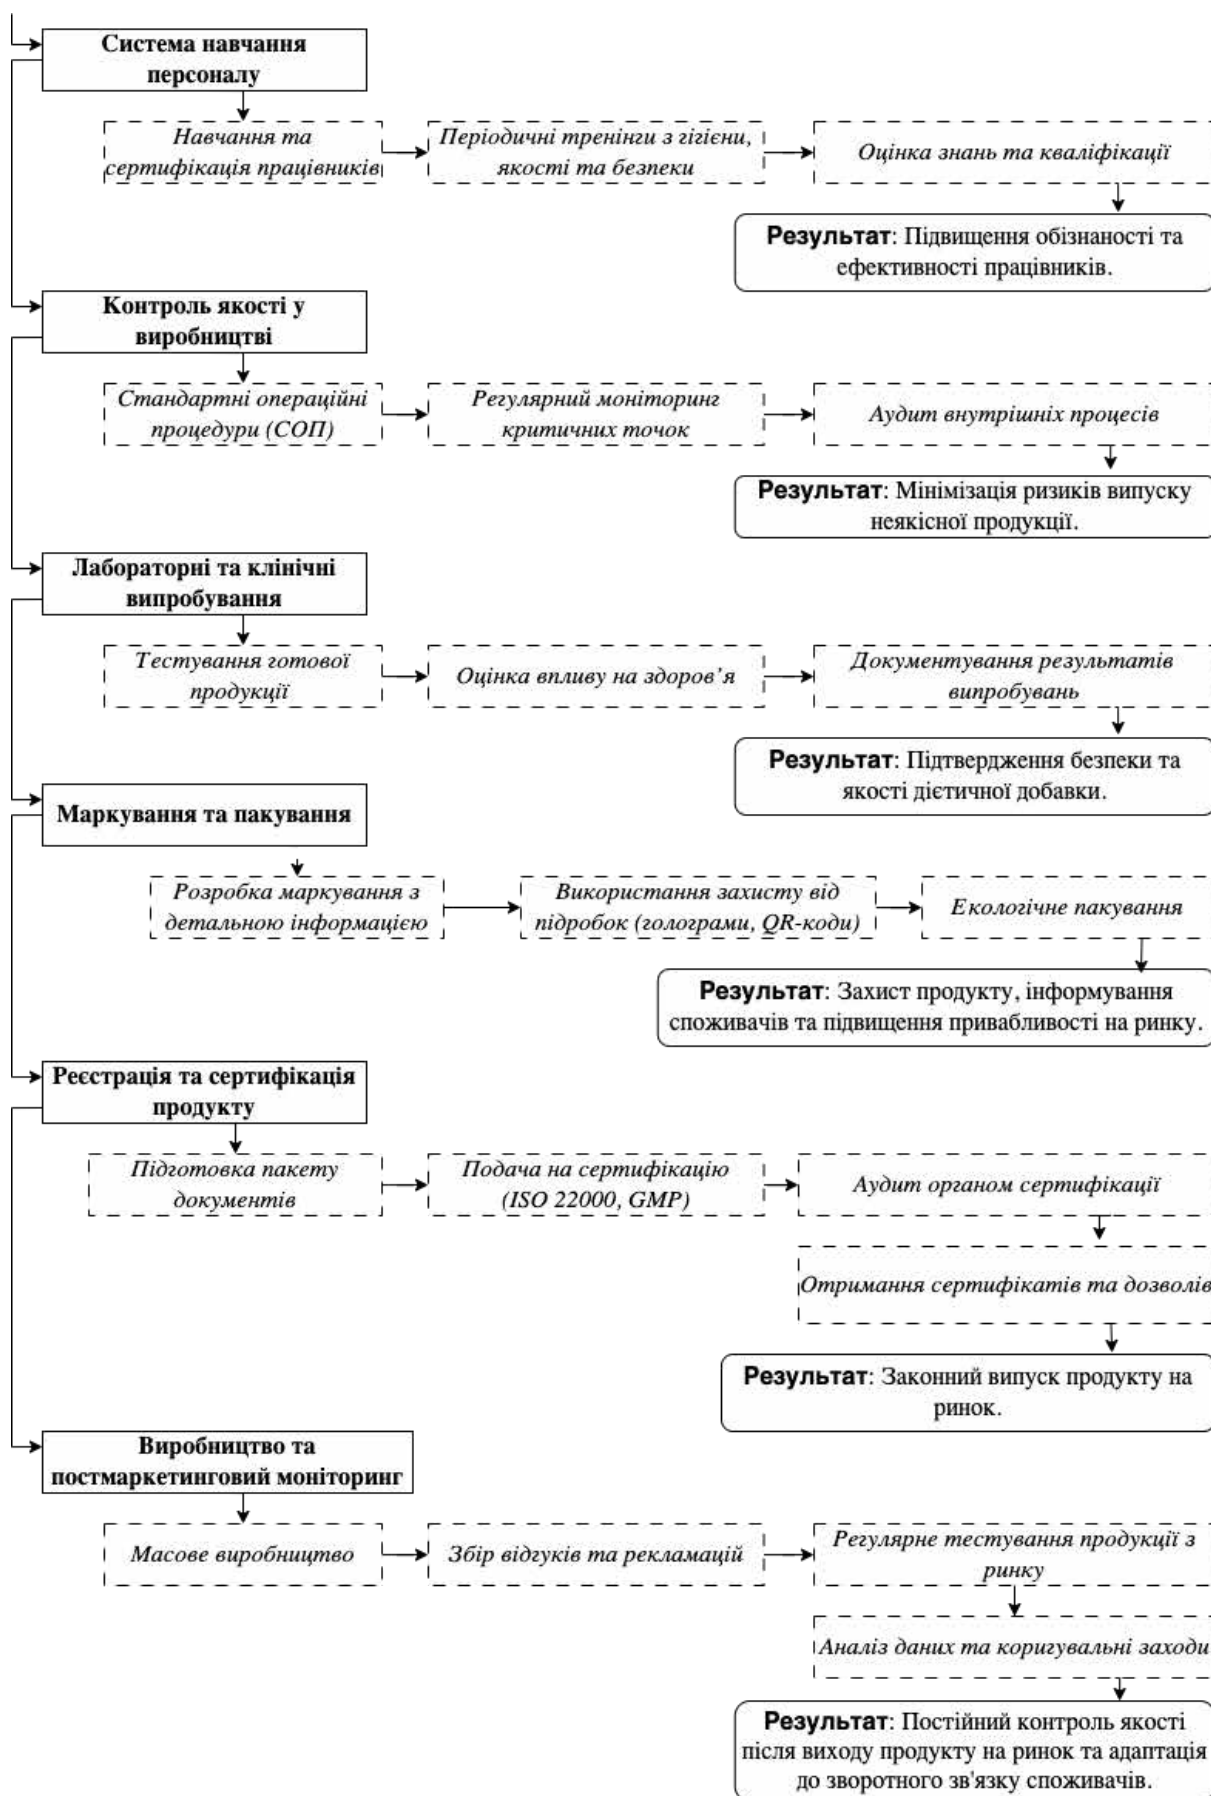 Система навчання
персоналу
Навчання та
сертифікація працівників
Періодичні тренінги з гігієни,
якості та безпеки
Оцінка знань та кваліфікації
Результат: Підвищення обізнаності та
ефективності працівників.
Контроль якості у
виробництві
Стандартні операційні
процедури (СОП)
Регулярний моніторинг
критичних точок
Аудит внутрішніх процесів
Результат: Мінімізація ризиків випуску
неякісної продукції.
Лабораторні та клінічні
випробування
Тестування готової
продукції
Оцінка впливу на здоров’я
Документування результатів
випробувань
Результат: Підтвердження безпеки та
якості дієтичної добавки.
Маркування та пакування
Розробка маркування з
детальною інформацією
Використання захисту від
підробок (голограми, QR-коди)
Екологічне пакування
Результат: Захист продукту, інформування
споживачів та підвищення привабливості на ринку.
Реєстрація та сертифікація
продукту
Підготовка пакету
документів
Подача на сертифікацію
(ISO 22000, GMP)
Аудит органом сертифікації
Отримання сертифікатів та дозволів
Результат: Законний випуск продукту на
ринок.
Виробництво та
постмаркетинговий моніторинг
Масове виробництво
Збір відгуків та рекламацій
Регулярне тестування продукції з
ринку
Аналіз даних та коригувальні заходи
Результат: Постійний контроль якості
після виходу продукту на ринок та адаптація
до зворотного зв'язку споживачів.